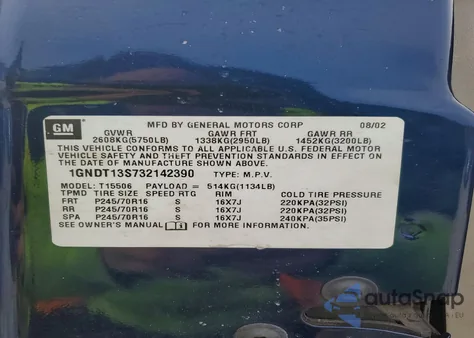 GM
MFD BY GENERAL MOTORS CORP 08/02
GVWR GAWR FRT GAWR RR
2608KG(5750LB) 1338KG(2950LB) 1452KG(3200LB)
THIS VEHICLE CONFORMS TO ALL APPLICABLE U.S. FEDERAL MOTOR
VEHICLE SAFETY AND THEFT PREVENTION STANDARDS IN EFFECT ON
THE DATE OF MANUFACTURE SHOWN ABOVE.
1GNDT13S732142390 TYPE: M.P.V.
MODEL: T15506 PAYLOAD = 514KG(1134LB)
TPMD TIRE SIZE SPEED RTG RIM COLD TIRE PRESSURE
FRT P245/70R16 S 16X7J 220KPA(32PSI)
RR P245/70R16 S 16X7J 220KPA(32PSI)
SPA P245/70R16 S 16X7J 240KPA(35PSI)
SEE OWNER'S MANUAL FOR MORE INFORMATION.
autoSnap